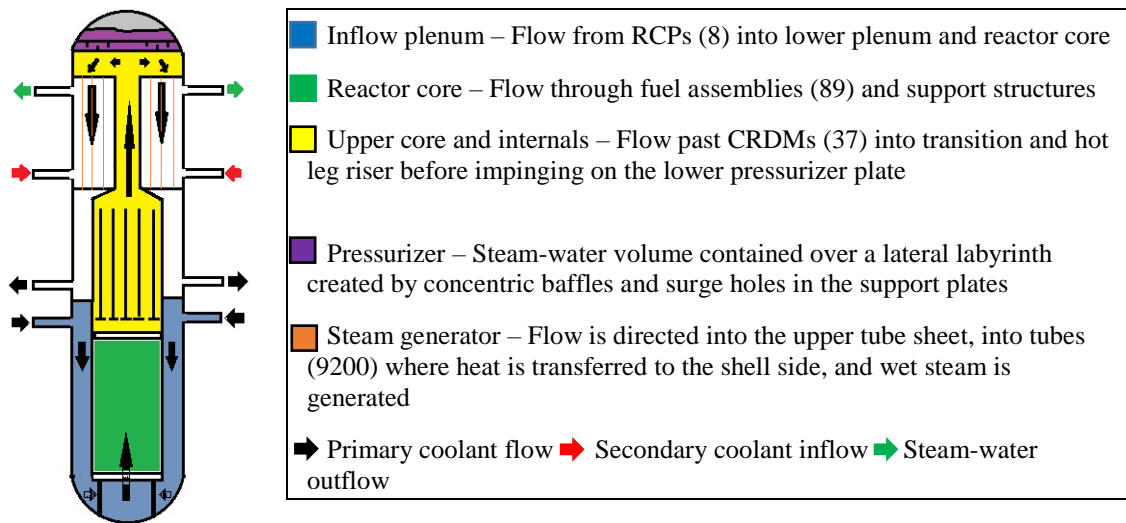 Inflow plenum – Flow from RCPs (8) into lower plenum and reactor core
Reactor core – Flow through fuel assemblies (89) and support structures
Upper core and internals – Flow past CRDMs (37) into transition and hot
leg riser before impinging on the lower pressurizer plate
Pressurizer – Steam-water volume contained over a lateral labyrinth
created by concentric baffles and surge holes in the support plates
Steam generator – Flow is directed into the upper tube sheet, into tubes
(9200) where heat is transferred to the shell side, and wet steam is
generated
Primary coolant flow Secondary coolant inflow Steam-water
outflow